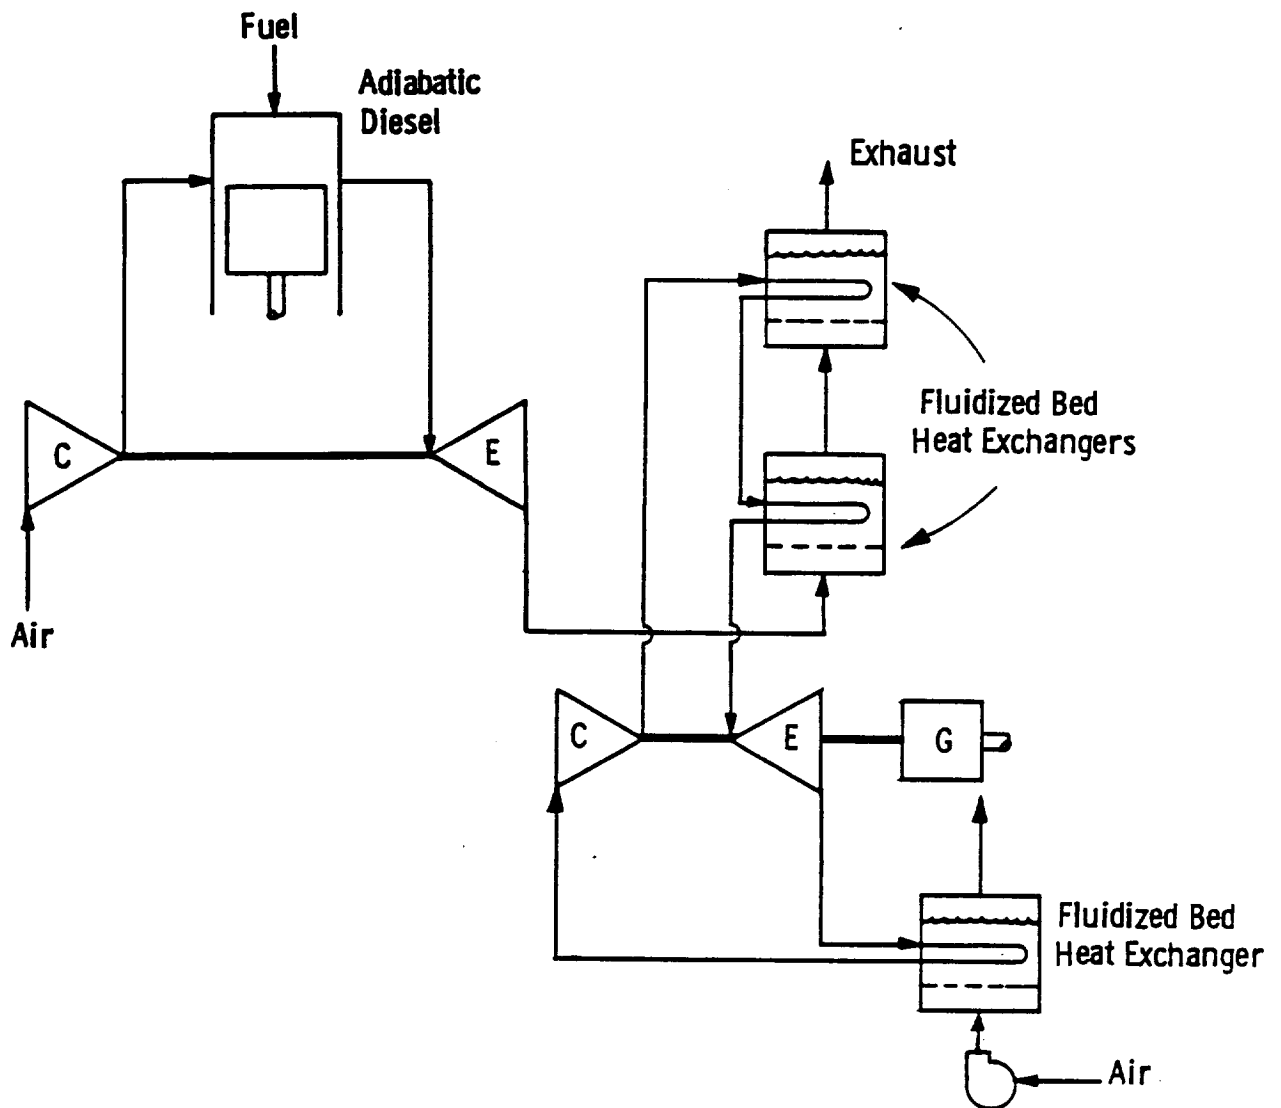 Fuel
Adiabatic
Diesel
Exhaust
Fluidized Bed
Heat Exchangers
C
E
Air
C
E
G
Fluidized Bed
Heat Exchanger
Air